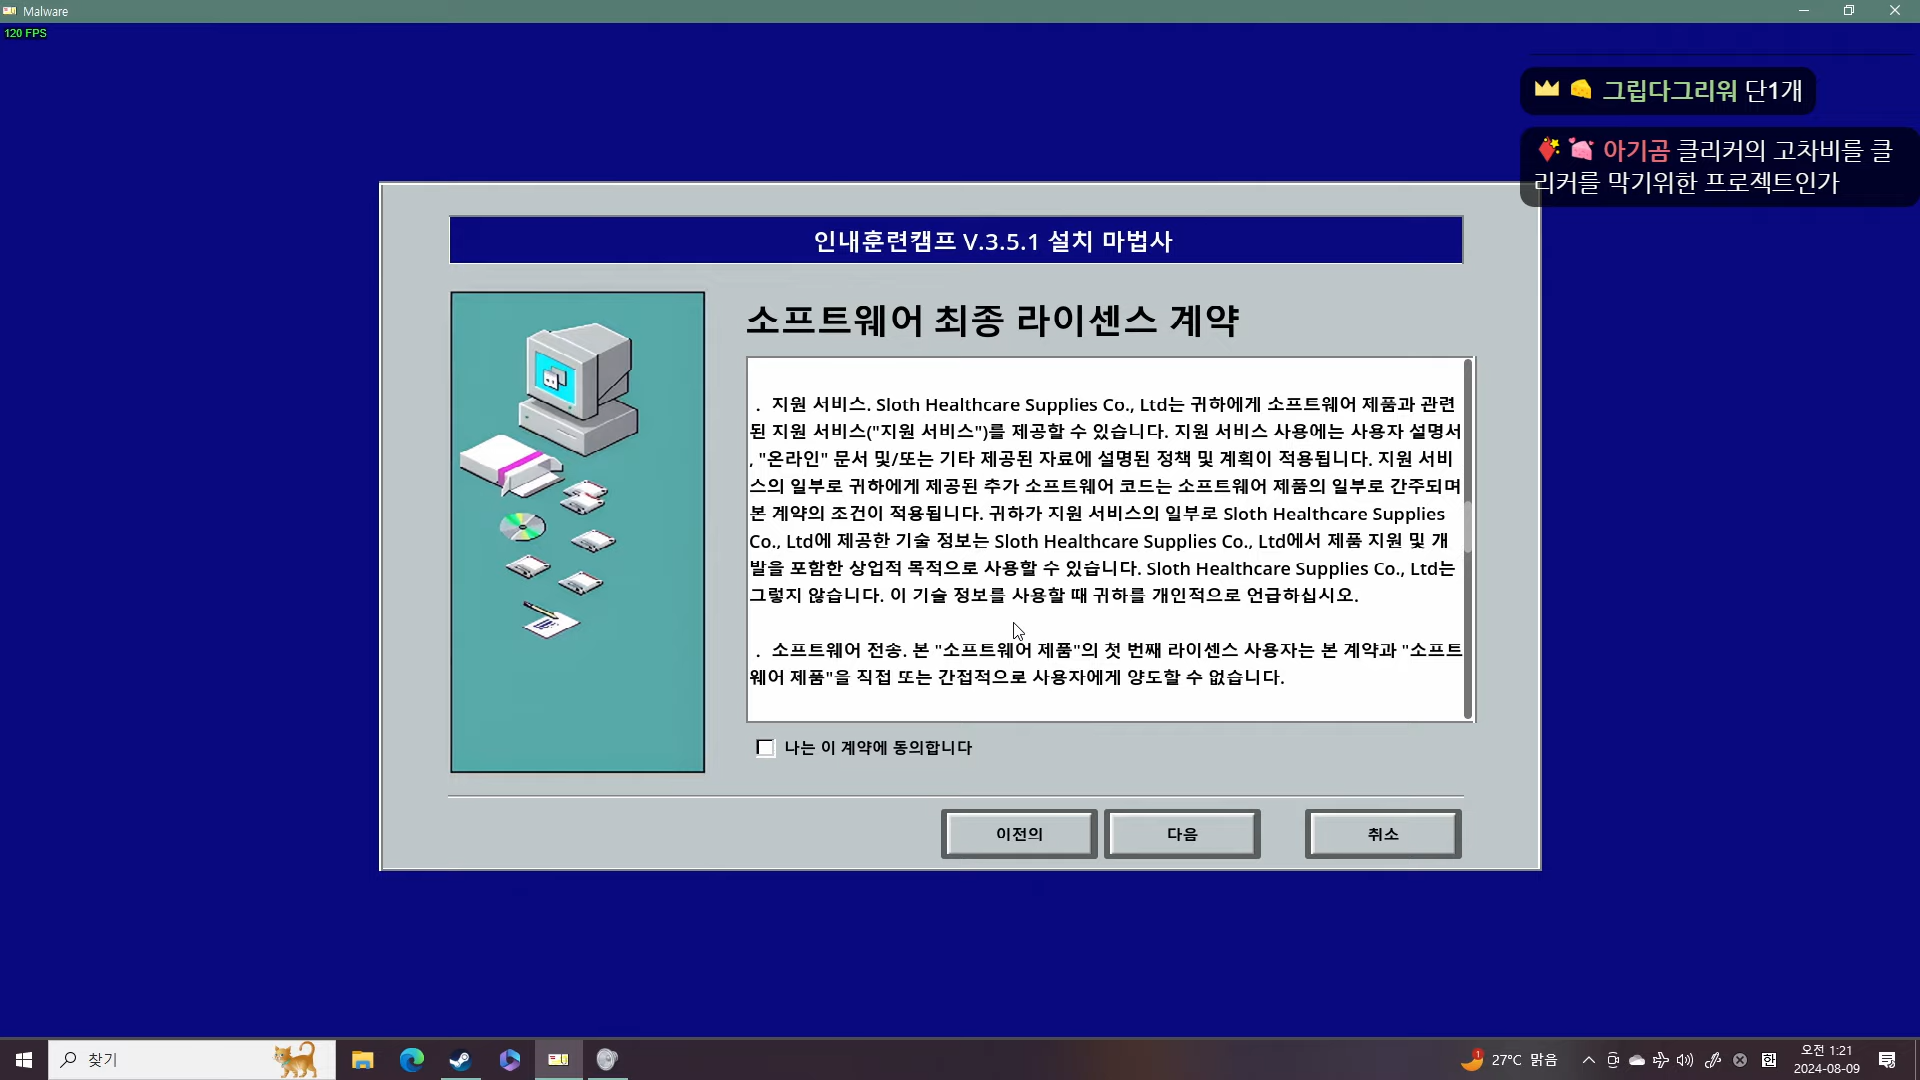 Malware
120 FPS
그립다그리워 단1개
아기곰 클리커의 고차비를 클
리커를 막기위한 프로젝트인가
인내훈련캠프 V.3.5.1 설치 마법사
소프트웨어 최종 라이센스 계약
. 지원 서비스. Sloth Healthcare Supplies Co., Ltd는 귀하에게 소프트웨어 제품과 관련
된 지원 서비스("지원 서비스")를 제공할 수 있습니다. 지원 서비스 사용에는 사용자 설명서
, "온라인" 문서 및/또는 기타 제공된 자료에 설명된 정책 및 계획이 적용됩니다. 지원 서비
스의 일부로 귀하에게 제공된 추가 소프트웨어 코드는 소프트웨어 제품의 일부로 간주되며
본 계약의 조건이 적용됩니다. 귀하가 지원 서비스의 일부로 Sloth Healthcare Supplies
Co., Ltd에 제공한 기술 정보는 Sloth Healthcare Supplies Co., Ltd에서 제품 지원 및 개
발을 포함한 상업적 목적으로 사용할 수 있습니다. Sloth Healthcare Supplies Co., Ltd는
그렇지 않습니다. 이 기술 정보를 사용할 때 귀하를 개인적으로 언급하십시오.
. 소프트웨어 전송. 본 "소프트웨어 제품"의 첫 번째 라이센스 사용자는 본 계약과 "소프트
웨어 제품"을 직접 또는 간접적으로 사용자에게 양도할 수 없습니다.
나는 이 계약에 동의합니다
이전의
다음
취소
찾기
1
27°C 맑음
한
오전 1:21
2024-08-09